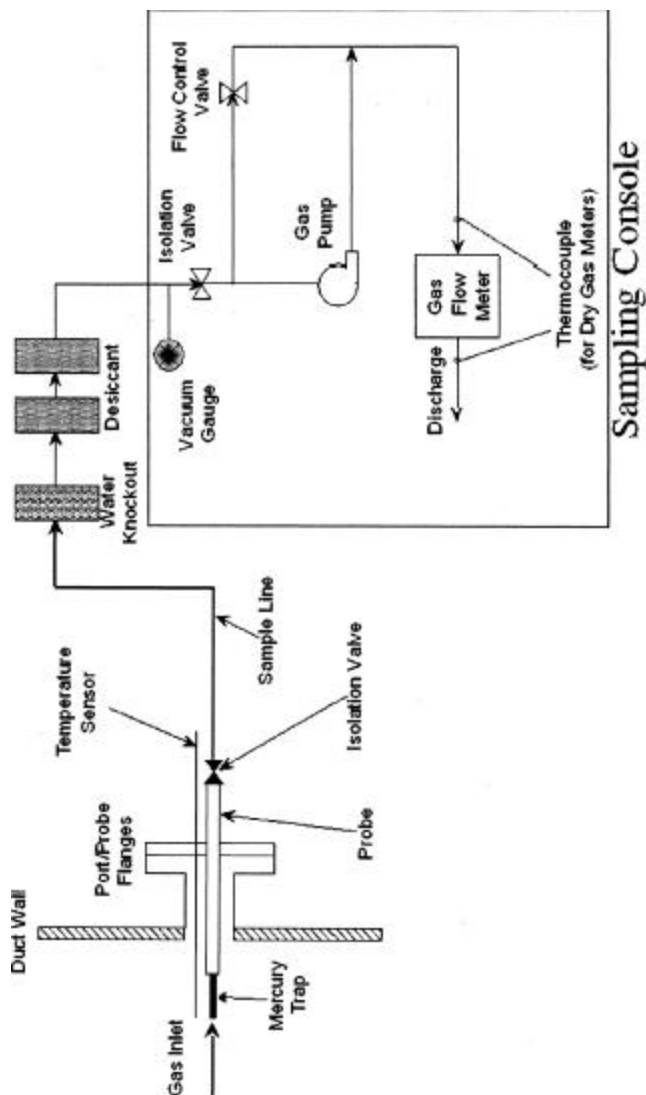 Gas Inlet
Mercury
Trap
Duct Wall
Port/Probe
Flanges
Probe
Temperature
Sensor
Isolation Valve
Sample Line
Water
Knockout
Desiccant
Vacuum
Gauge
Isolation
Valve
Flow Control
Valve
Gas
Pump
Gas
Flow
Meter
Discharge
Thermocouple
(for Dry Gas Meters)
Sampling Console